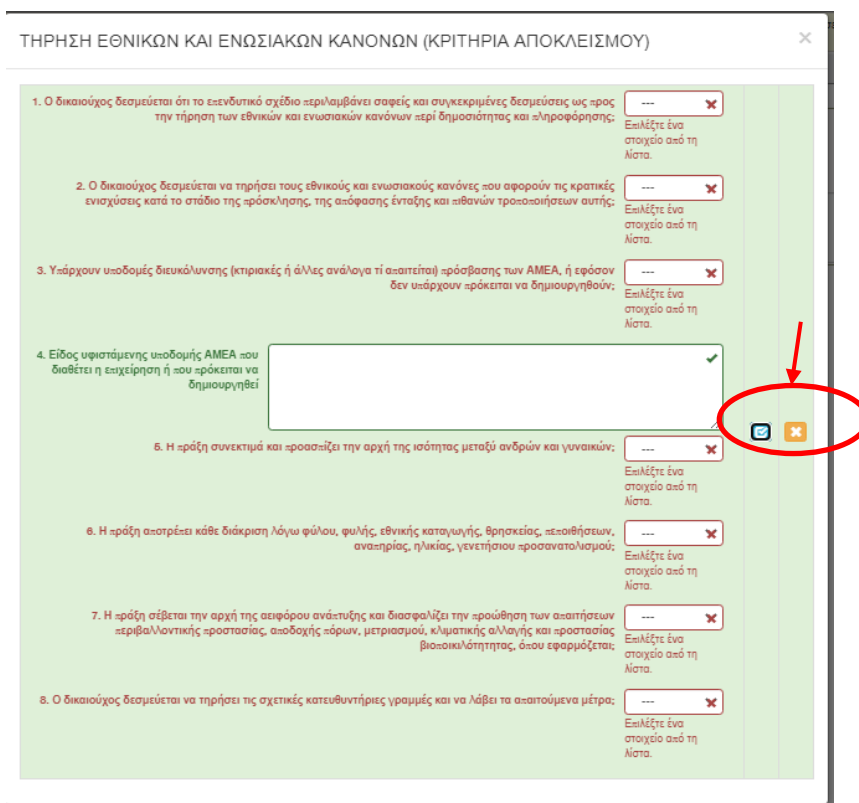 ΤΗΡΗΣΗ ΕΘΝΙΚΩΝ ΚΑΙ ΕΝΩΣΙΑΚΩΝ ΚΑΝΟΝΩΝ (ΚΡΙΤΗΡΙΑ ΑΠΟΚΛΕΙΣΜΟΥ)
1. Ο δικαιούχος δεσμεύεται ότι το επενδυτικό σχέδιο περιλαμβάνει σαφείς και συγκεκριμένες δεσμεύσεις ως προς
την τήρηση των εθνικών και ενωσιακών κανόνων περί δημοσιότητας και πληροφόρησης;
---
Επιλέξτε ένα
στοιχείο από τη
λίστα.
2. Ο δικαιούχος δεσμεύεται να τηρήσει τους εθνικούς και ενωσιακούς κανόνες που αφορούν τις κρατικές
ενισχύσεις κατά το στάδιο της πρόσκλησης, της απόφασης ένταξης και πιθανών τροποποιήσεων αυτής;
---
Επιλέξτε ένα
στοιχείο από τη
λίστα.
3. Υπάρχουν υποδομές διευκόλυνσης (κτιριακές ή άλλες ανάλογα τί απαιτείται) πρόσβασης των ΑΜΕΑ, ή εφόσον
δεν υπάρχουν πρόκειται να δημιουργηθούν;
---
Επιλέξτε ένα
στοιχείο από τη
λίστα.
4. Είδος υφιστάμενης υποδομής ΑΜΕΑ που
διαθέτει η επιχείρηση ή που πρόκειται να
δημιουργηθεί
5. Η πράξη συνεκτιμά και προασπίζει την αρχή της ισότητας μεταξύ ανδρών και γυναικών;
---
Επιλέξτε ένα
στοιχείο από τη
λίστα.
6. Η πράξη αποτρέπει κάθε διάκριση λόγω φύλου, φυλής, εθνικής καταγωγής, θρησκείας, πεποιθήσεων,
αναπηρίας, ηλικίας, γενετήσιου προσανατολισμού;
---
Επιλέξτε ένα
στοιχείο από τη
λίστα.
7. Η πράξη σέβεται την αρχή της αειφόρου ανάπτυξης και διασφαλίζει την προώθηση των απαιτήσεων
περιβαλλοντικής προστασίας, αποδοχής πόρων, μετριασμού, κλιματικής αλλαγής και προστασίας
βιοποικιλότητητας, όπου εφαρμόζεται;
---
Επιλέξτε ένα
στοιχείο από τη
λίστα.
8. Ο δικαιούχος δεσμεύεται να τηρήσει τις σχετικές κατευθυντήριες γραμμές και να λάβει τα απαιτούμενα μέτρα;
---
Επιλέξτε ένα
στοιχείο από τη
λίστα.